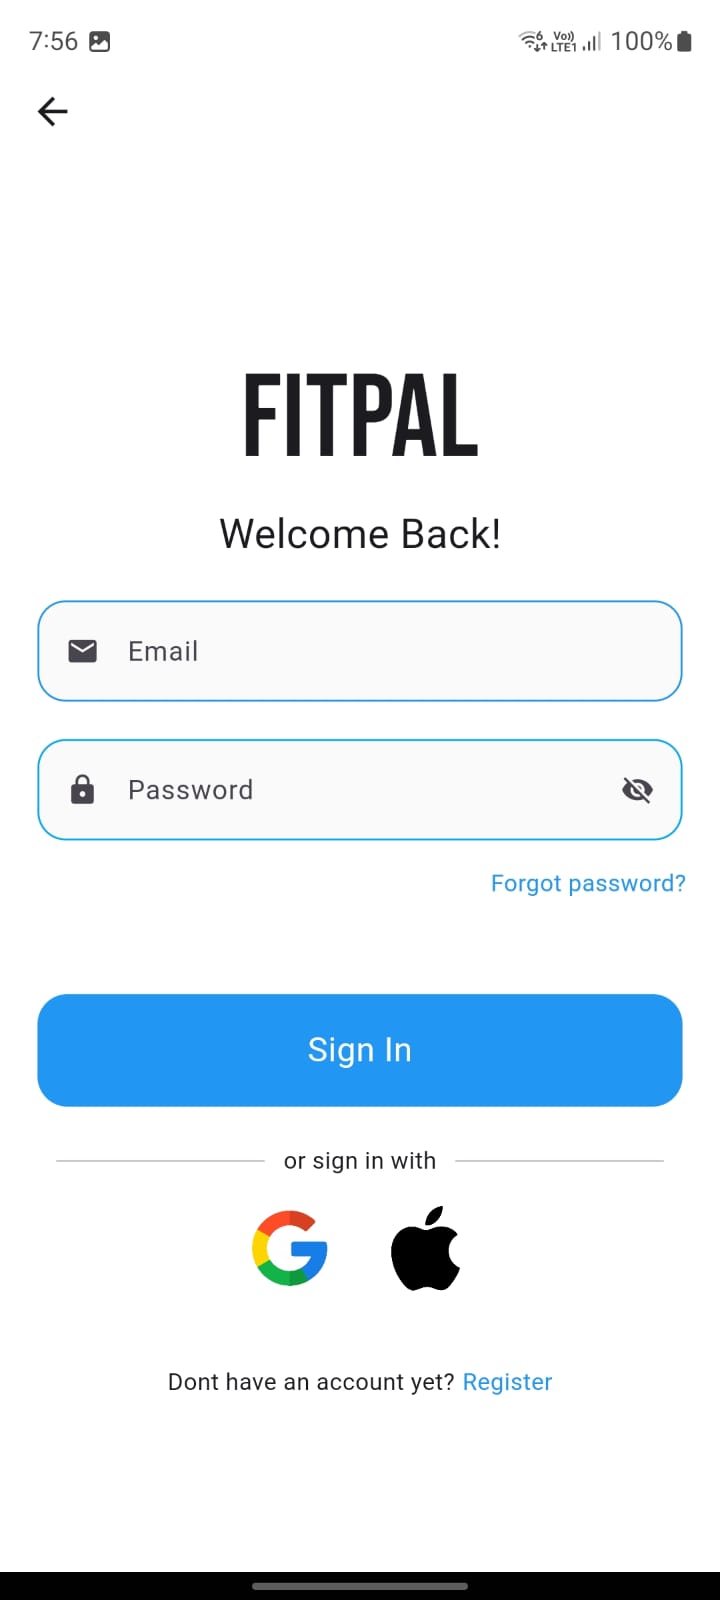 7:56 Vo)) LTE1 100%
FITPAL
Welcome Back!
Email
Password
Forgot password?
Sign In
or sign in with
Dont have an account yet? Register